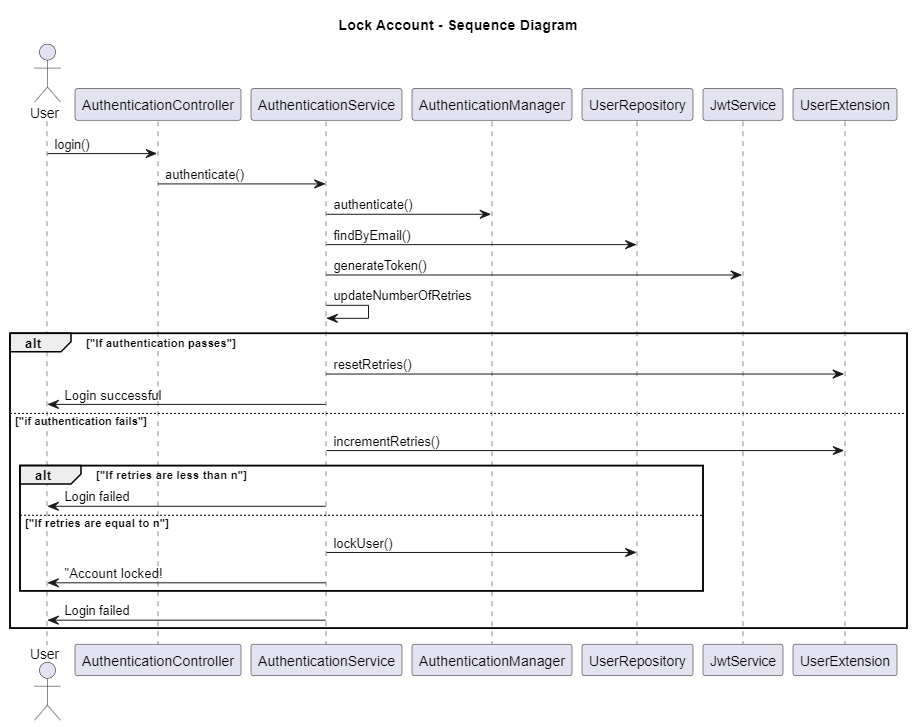 Lock Account - Sequence Diagram
User
AuthenticationController
AuthenticationService
AuthenticationManager
UserRepository
JwtService
UserExtension
login()
authenticate()
authenticate()
findByEmail()
generateToken()
updateNumberOfRetries
alt ["If authentication passes"]
resetRetries()
Login successful
["if authentication fails"]
incrementRetries()
alt ["If retries are less than n"]
Login failed
["If retries are equal to n"]
lockUser()
"Account locked!
Login failed
User
AuthenticationController
AuthenticationService
AuthenticationManager
UserRepository
JwtService
UserExtension